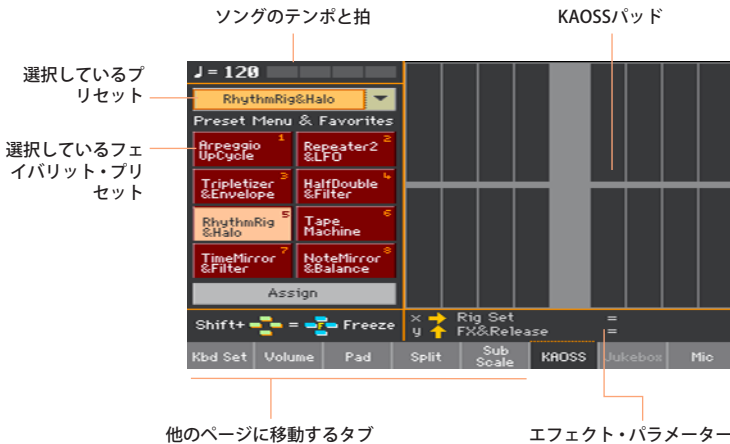 ソングのテンポと拍
KAOSSパッド
選択しているプ
リセット
選択しているフェ
イバリット・プリ
セット
♩= 120
RhythmRig&Halo
Preset Menu & Favorites
Arpeggio
UpCycle
1
Repeater2
&LFO
2
Tripletizer
&Envelope
3
HalfDouble
&Filter
4
RhythmRig
&Halo
5
Tape
Machine
6
TimeMirror
&Filter
7
NoteMirror
&Balance
8
Assign
Shift+ = F Freeze
x Rig Set =
y FX&Release =
Kbd Set
Volume
Pad
Split
Sub
Scale
KAOSS
Jukebox
Mic
他のページに移動するタブ
エフェクト・パラメーター